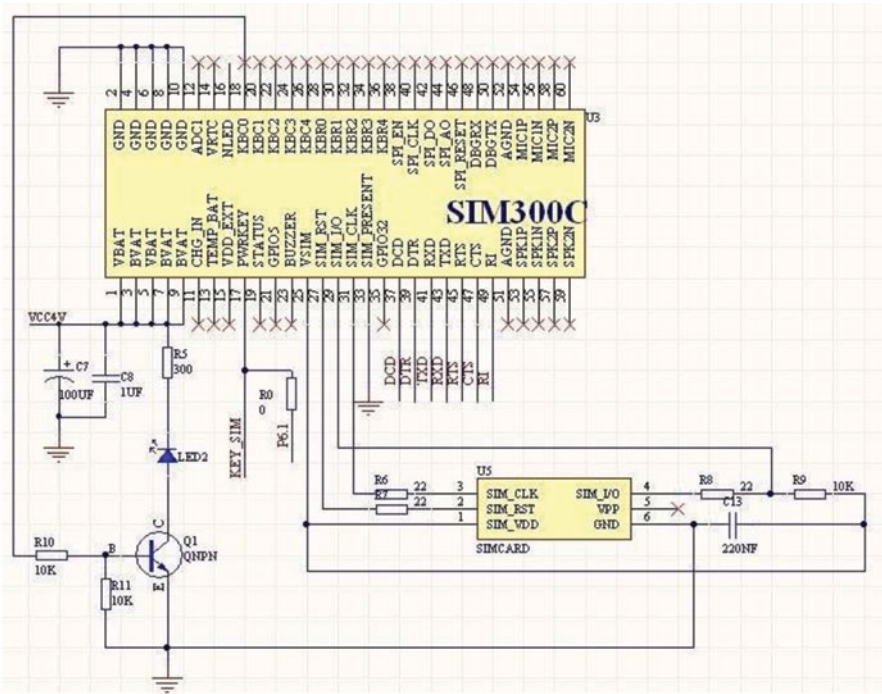 2 4 6 8 10 12 14 16 18 20 22 24 26 28 30 32 34 36 38 40 42 44 46 48 50 52 54 56 58 60
GND GND GND GND GND ADC1 VRTC NLED KBC0 KBC1 KBC2 KBC3 KBC4 KBR0 KBR1 KBR2 KBR3 KBR4 SPI_EN SPI_CLK SPI_DO SPI_AO SPI_RESET DBGRX DBGTX AGND MIC1P MIC1N MIC2P MIC2N
U3
SIM300C
VBAT BVAT VBAT BVAT BVAT CHG_IN TEMP_BAT VDD_EXT PWRKEY STATUS GPIO5 BUZZER VSIM SIM_RST SIM_I/O SIM_CLK SIM_PRESENT GPIO32 DCD DTR RXD TXD RTS CTS RI AGND SPK1P SPK1N SPK2P SPK2N
1 3 5 7 9 11 13 15 17 19 21 23 25 27 29 31 33 35 37 39 41 43 45 47 49 51 53 55 57 59
VCC4V
+ C7
100UF
C8
1UF
R5
300
LED2
KEY_SIM
R0
0
P6.1
DCD DTR TXD RXD RTS CTS RI
U5
R6 22 3 SIM_CLK SIM_I/O 4 R8 22 R9 10K
R7 22 2 SIM_RST VPP 5 C13
1 SIM_VDD GND 6
SIMCARD
220NF
R10
10K
B
C
E
Q1
QNPN
R11
10K